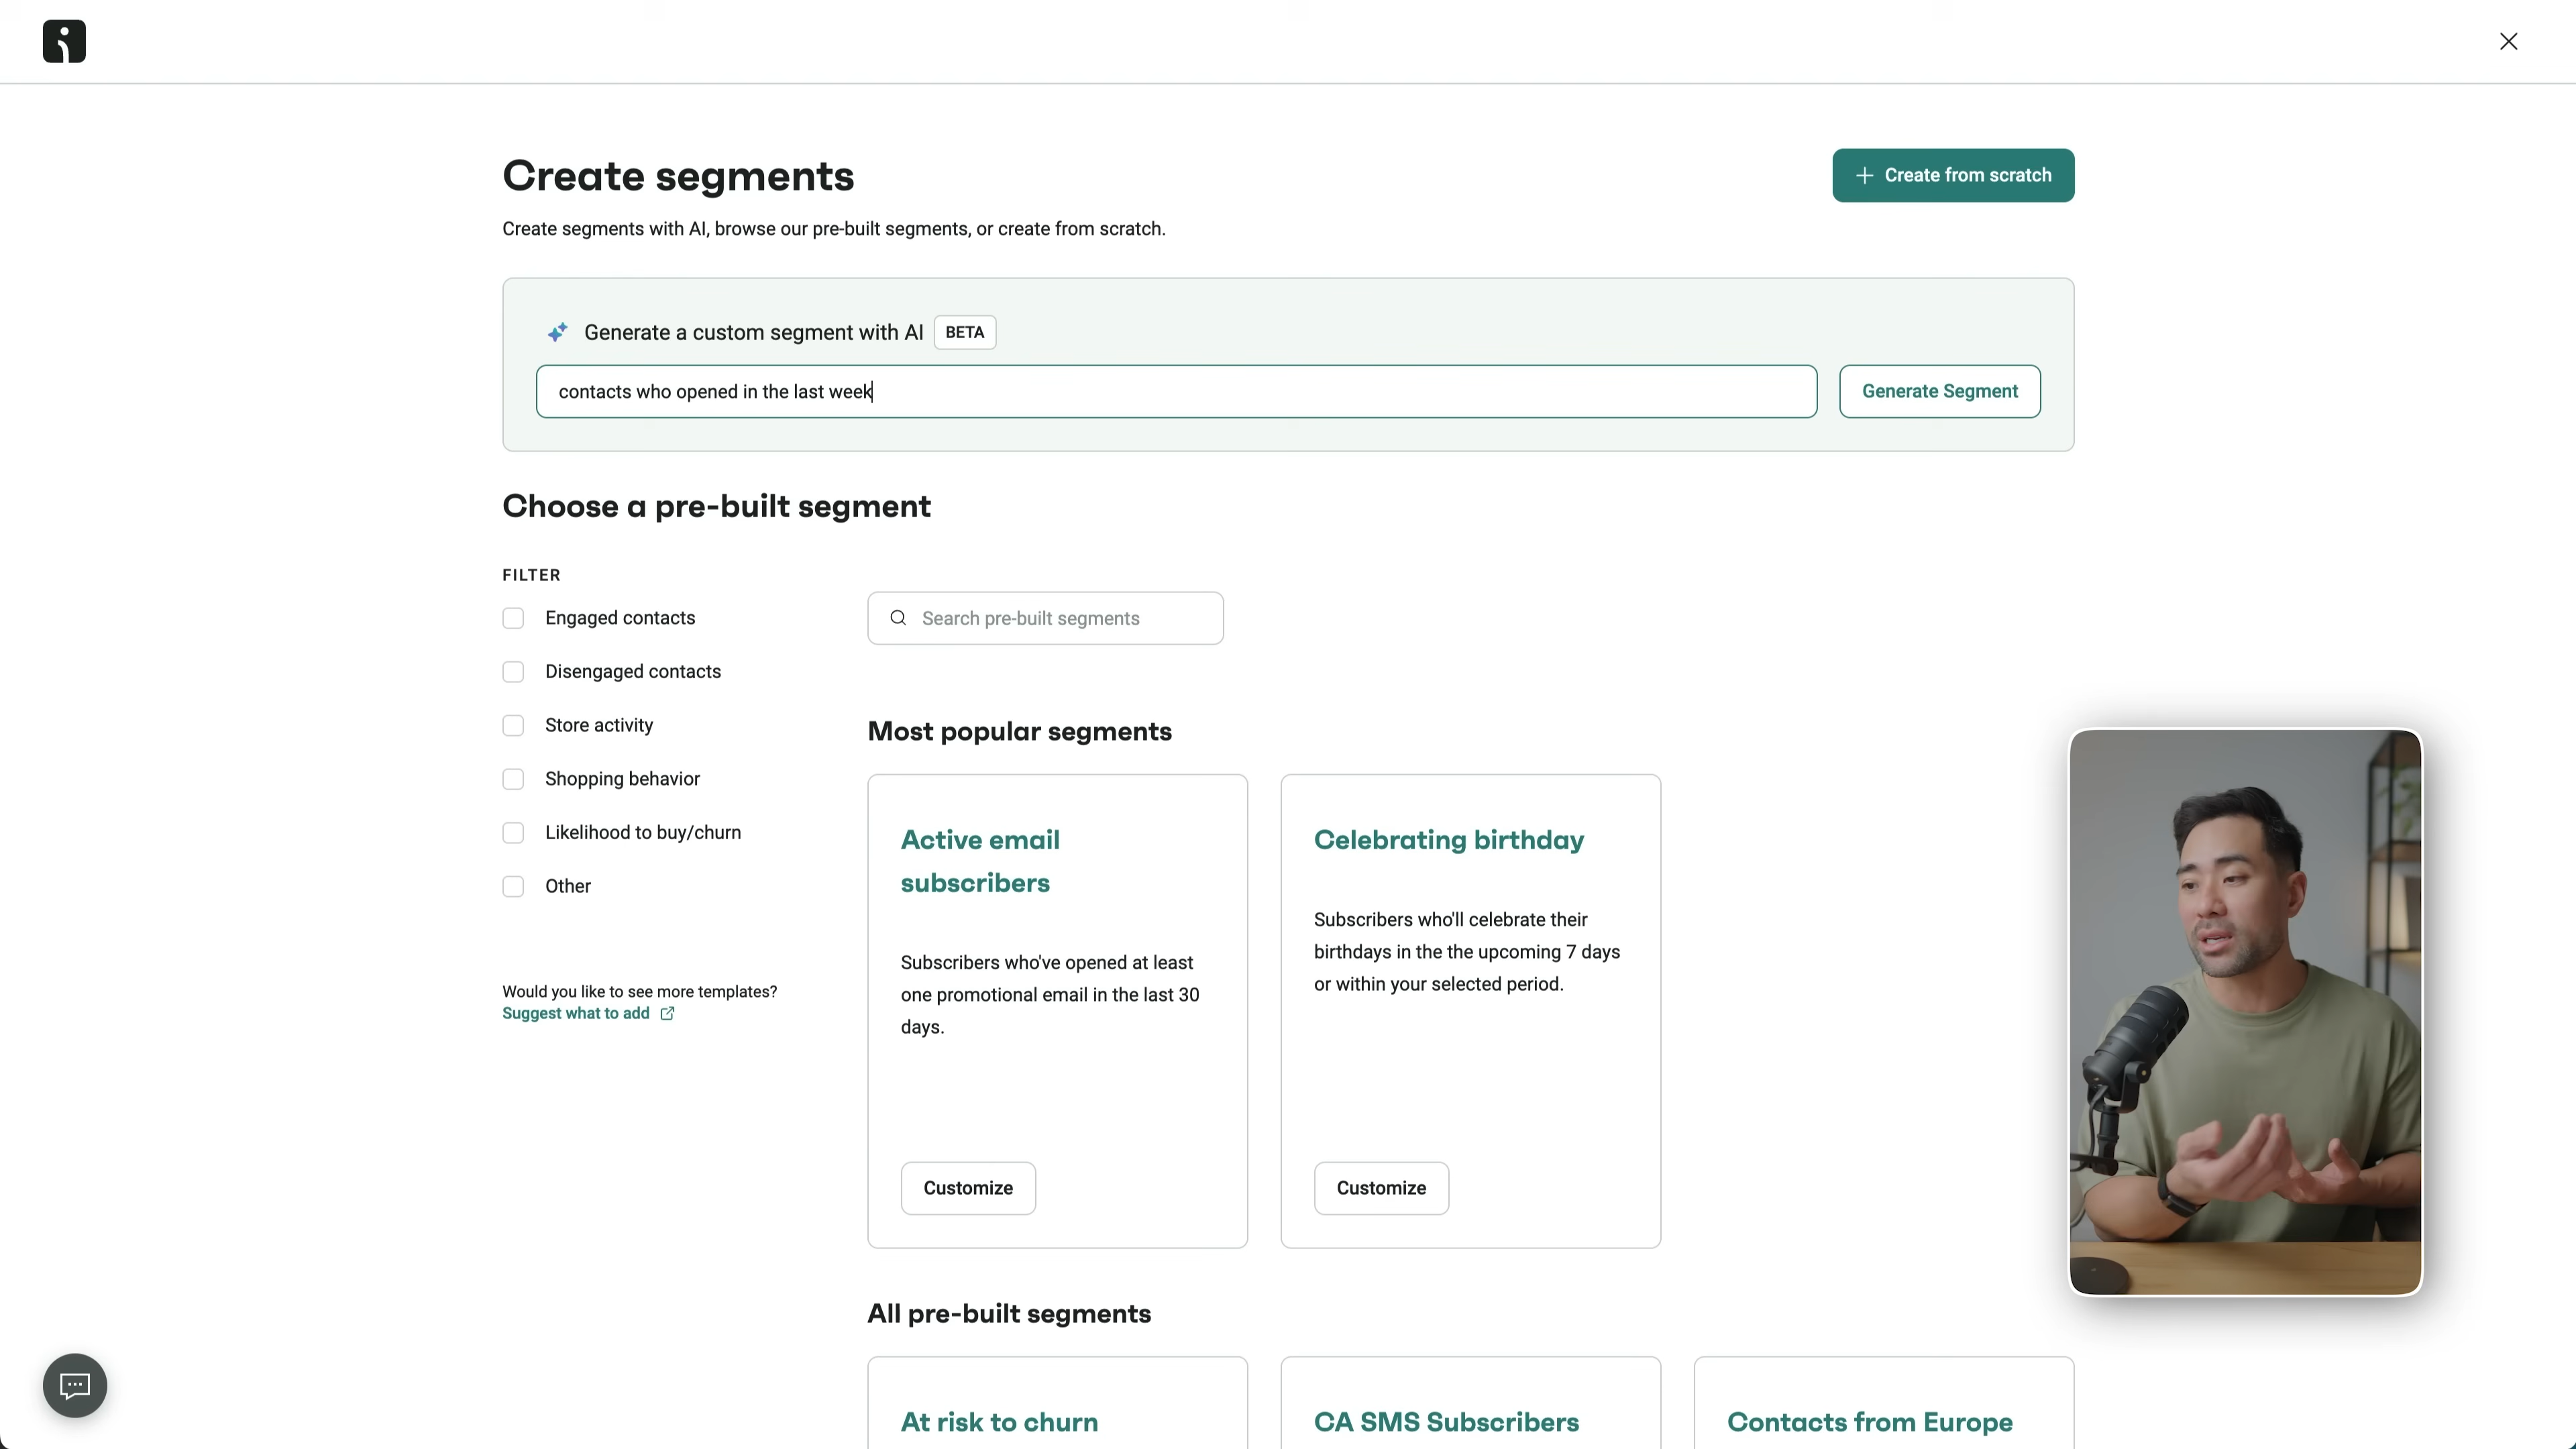 Create segments
+ Create from scratch
Create segments with AI, browse our pre-built segments, or create from scratch.
Generate a custom segment with AI BETA
contacts who opened in the last week
Generate Segment
Choose a pre-built segment
FILTER
Engaged contacts
Disengaged contacts
Store activity
Shopping behavior
Likelihood to buy/churn
Other
Would you like to see more templates?
Suggest what to add
Search pre-built segments
Most popular segments
Active email
subscribers
Subscribers who've opened at least
one promotional email in the last 30
days.
Customize
Celebrating birthday
Subscribers who'll celebrate their
birthdays in the the upcoming 7 days
or within your selected period.
Customize
All pre-built segments
At risk to churn
CA SMS Subscribers
Contacts from Europe